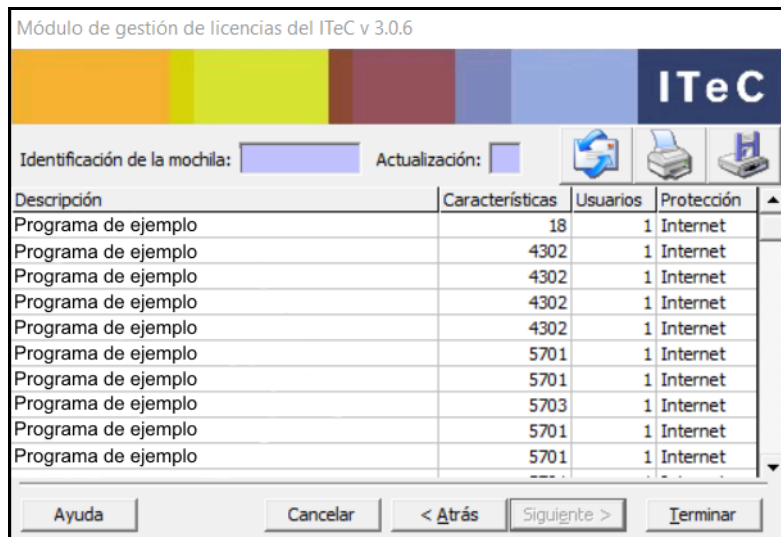 Módulo de gestión de licencias del ITeC v 3.0.6
ITeC
Identificación de la mochila: Actualización:
Descripción Características Usuarios Protección
Programa de ejemplo 18 1 Internet
Programa de ejemplo 4302 1 Internet
Programa de ejemplo 4302 1 Internet
Programa de ejemplo 4302 1 Internet
Programa de ejemplo 4302 1 Internet
Programa de ejemplo 5701 1 Internet
Programa de ejemplo 5701 1 Internet
Programa de ejemplo 5703 1 Internet
Programa de ejemplo 5701 1 Internet
Programa de ejemplo 5701 1 Internet
Ayuda Cancelar < Atrás Siguiente > Terminar